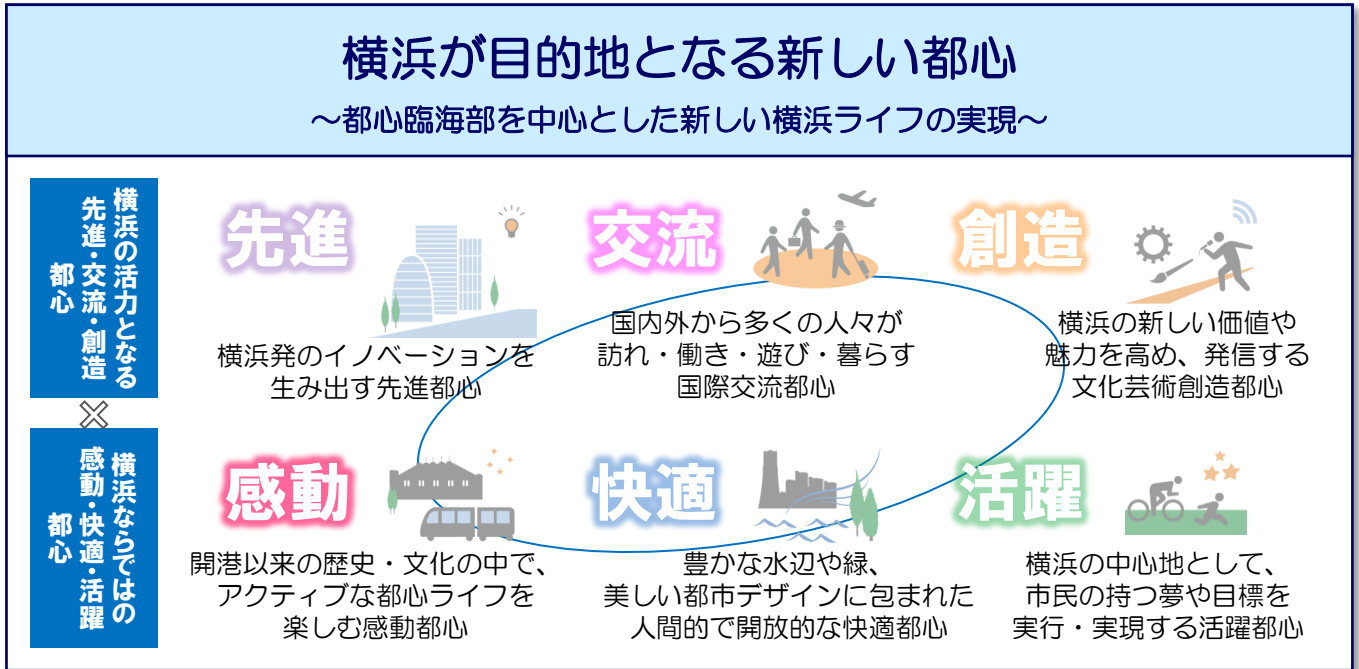 横浜が目的地となる新しい都心
～都心臨海部を中心とした新しい横浜ライフの実現～
横浜の活力となる
先進・交流・創造
都心
先進
横浜発のイノベーションを
生み出す先進都心
交流
国内外から多くの人々が
訪れ・働き・遊び・暮らす
国際交流都心
創造
横浜の新しい価値や
魅力を高め、発信する
文化芸術創造都心
×
横浜ならではの
感動・快適・活躍
都心
感動
開港以来の歴史・文化の中で、
アクティブな都心ライフを
楽しむ感動都心
快適
豊かな水辺や緑、
美しい都市デザインに包まれた
人間的で開放的な快適都心
活躍
横浜の中心地として、
市民の持つ夢や目標を
実行・実現する活躍都心